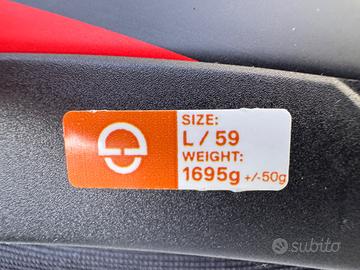 SIZE:
L / 59
WEIGHT:
1695g +/-50g
subito